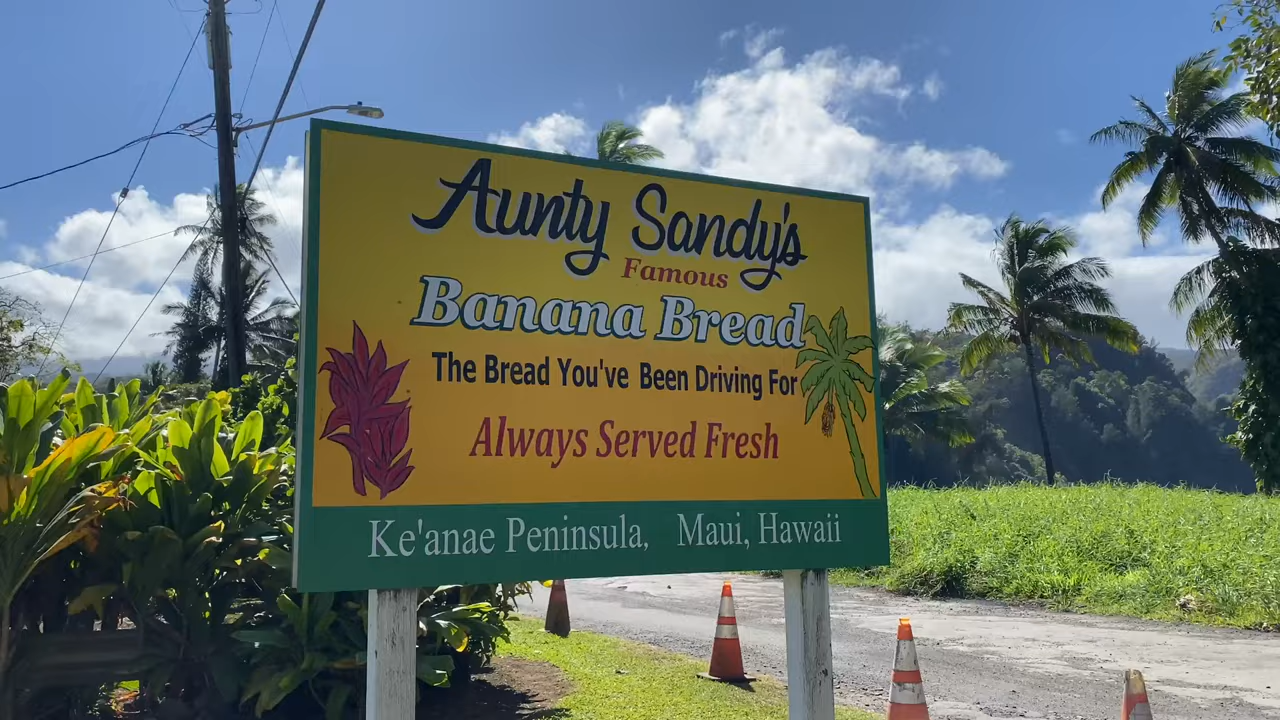 Aunty Sandy's
Famous
Banana Bread
The Bread You've Been Driving For
Always Served Fresh
Ke'anae Peninsula, Maui, Hawaii